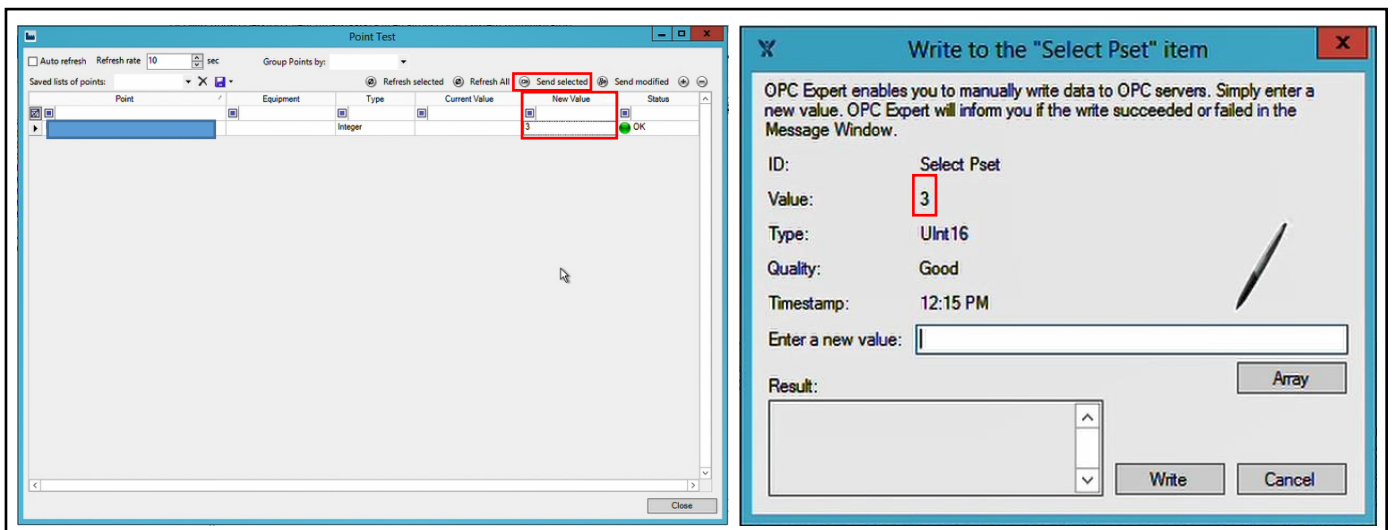 Point Test
Auto refresh Refresh rate 10 sec Group Points by:
Saved lists of points: Refresh selected Refresh All Send selected Send modified
Point Equipment Type Current Value New Value Status
Integer 3 OK
Close
Write to the "Select Pset" item
OPC Expert enables you to manually write data to OPC servers. Simply enter a
new value. OPC Expert will inform you if the write succeeded or failed in the
Message Window.
ID: Select Pset
Value: 3
Type: UInt16
Quality: Good
Timestamp: 12:15 PM
Enter a new value:
Array
Result:
Write Cancel